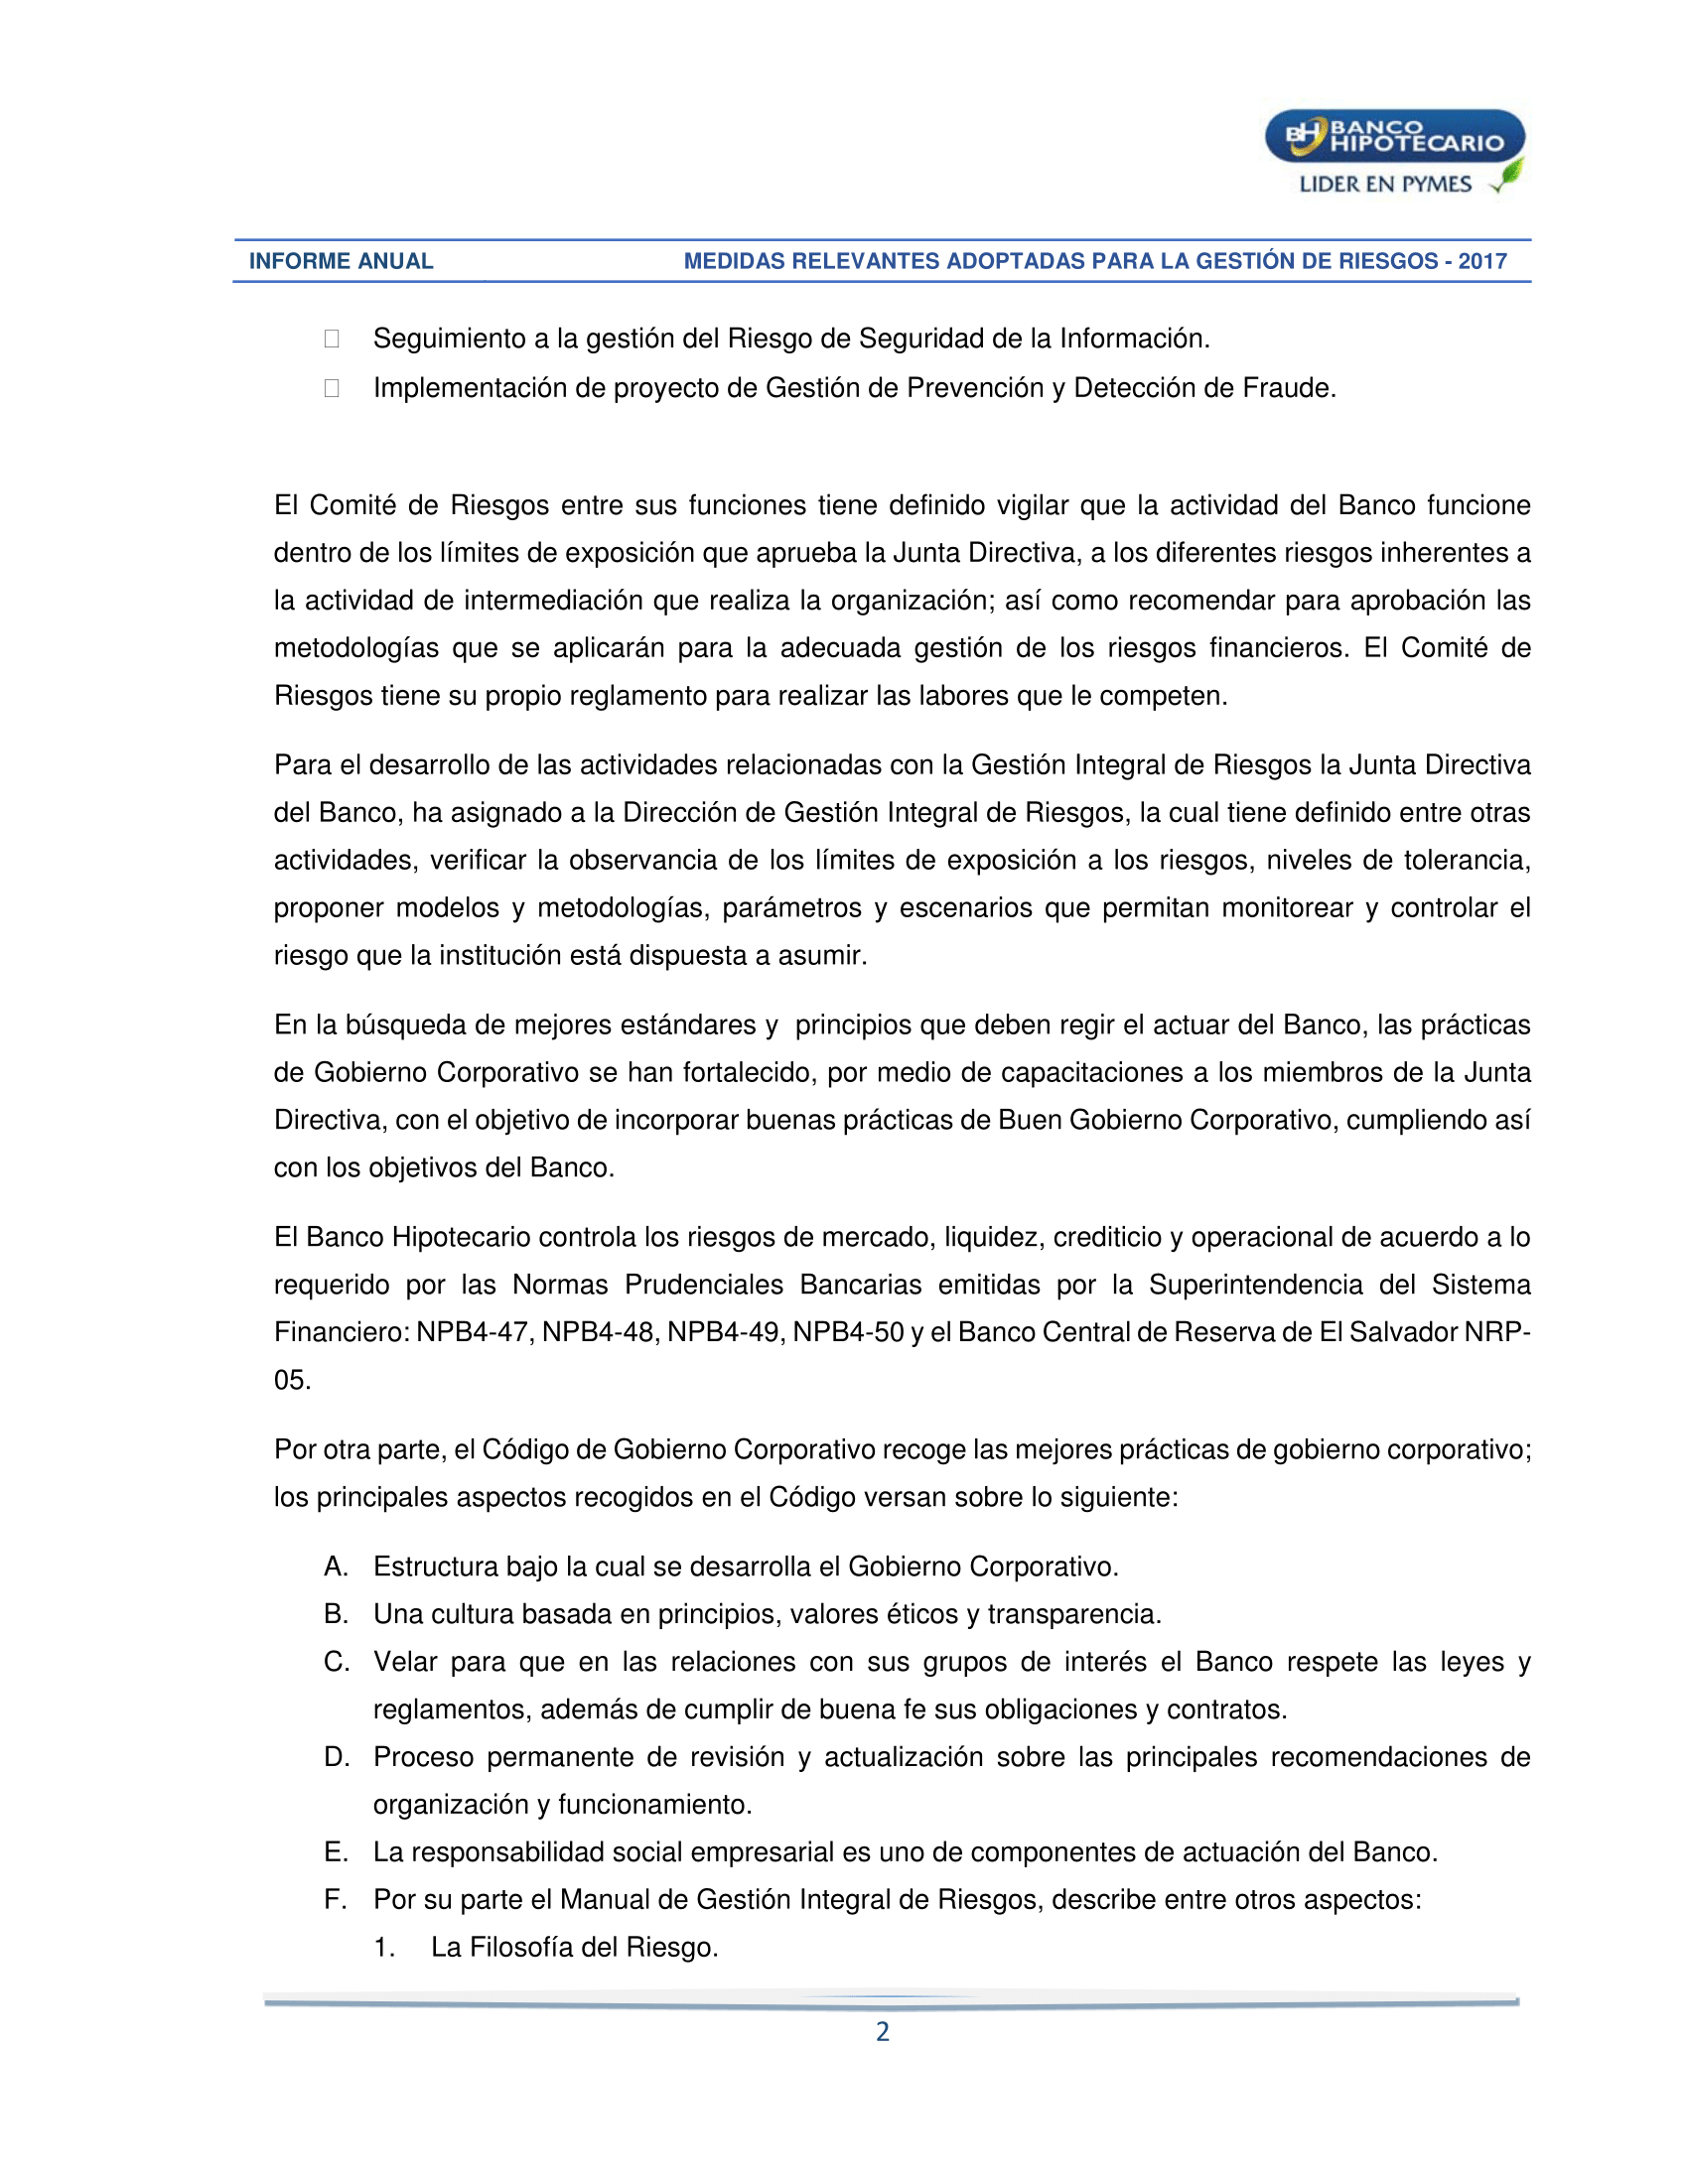 BH BANCO
HIPOTECARIO
LIDER EN PYMES
INFORME ANUAL MEDIDAS RELEVANTES ADOPTADAS PARA LA GESTIÓN DE RIESGOS - 2017
Seguimiento a la gestión del Riesgo de Seguridad de la Información.
Implementación de proyecto de Gestión de Prevención y Detección de Fraude.
El Comité de Riesgos entre sus funciones tiene definido vigilar que la actividad del Banco funcione
dentro de los límites de exposición que aprueba la Junta Directiva, a los diferentes riesgos inherentes a
la actividad de intermediación que realiza la organización; así como recomendar para aprobación las
metodologías que se aplicarán para la adecuada gestión de los riesgos financieros. El Comité de
Riesgos tiene su propio reglamento para realizar las labores que le competen.
Para el desarrollo de las actividades relacionadas con la Gestión Integral de Riesgos la Junta Directiva
del Banco, ha asignado a la Dirección de Gestión Integral de Riesgos, la cual tiene definido entre otras
actividades, verificar la observancia de los límites de exposición a los riesgos, niveles de tolerancia,
proponer modelos y metodologías, parámetros y escenarios que permitan monitorear y controlar el
riesgo que la institución está dispuesta a asumir.
En la búsqueda de mejores estándares y principios que deben regir el actuar del Banco, las prácticas
de Gobierno Corporativo se han fortalecido, por medio de capacitaciones a los miembros de la Junta
Directiva, con el objetivo de incorporar buenas prácticas de Buen Gobierno Corporativo, cumpliendo así
con los objetivos del Banco.
El Banco Hipotecario controla los riesgos de mercado, liquidez, crediticio y operacional de acuerdo a lo
requerido por las Normas Prudenciales Bancarias emitidas por la Superintendencia del Sistema
Financiero: NPB4-47, NPB4-48, NPB4-49, NPB4-50 y el Banco Central de Reserva de El Salvador NRP-
05.
Por otra parte, el Código de Gobierno Corporativo recoge las mejores prácticas de gobierno corporativo;
los principales aspectos recogidos en el Código versan sobre lo siguiente:
A. Estructura bajo la cual se desarrolla el Gobierno Corporativo.
B. Una cultura basada en principios, valores éticos y transparencia.
C. Velar para que en las relaciones con sus grupos de interés el Banco respete las leyes y
reglamentos, además de cumplir de buena fe sus obligaciones y contratos.
D. Proceso permanente de revisión y actualización sobre las principales recomendaciones de
organización y funcionamiento.
E. La responsabilidad social empresarial es uno de componentes de actuación del Banco.
F. Por su parte el Manual de Gestión Integral de Riesgos, describe entre otros aspectos:
1. La Filosofía del Riesgo.
2